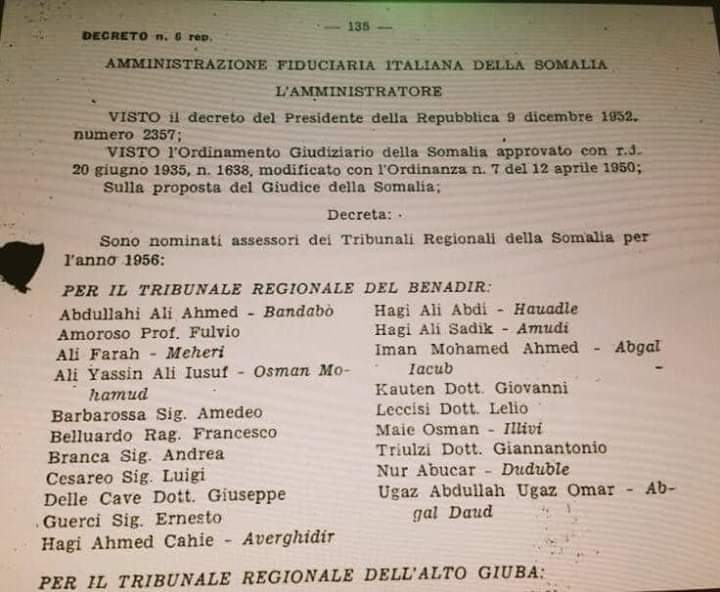 — 135 —
DECRETO n. 6 rep.
AMMINISTRAZIONE FIDUCIARIA ITALIANA DELLA SOMALIA
L'AMMINISTRATORE
VISTO il decreto del Presidente della Repubblica 9 dicembre 1952,
numero 2357;
VISTO l'Ordinamento Giudiziario della Somalia approvato con r.d.
20 giugno 1935, n. 1638, modificato con l'Ordinanza n. 7 del 12 aprile 1950;
Sulla proposta del Giudice della Somalia;
Decreta:
Sono nominati assessori dei Tribunali Regionali della Somalia per
l'anno 1956:
PER IL TRIBUNALE REGIONALE DEL BENADIR:
Abdullahi Ali Ahmed - Bandabò
Amoroso Prof. Fulvio
Ali Farah - Meheri
Ali Yassin Ali Iusuf - Osman Mo-
hamud
Barbarossa Sig. Amedeo
Belluardo Rag. Francesco
Branca Sig. Andrea
Cesareo Sig. Luigi
Delle Cave Dott. Giuseppe
Guerci Sig. Ernesto
Hagi Ahmed Cahie - Averghidir
Hagi Ali Abdi - Hauadle
Hagi Ali Sadik - Amudi
Iman Mohamed Ahmed - Abgal
Iacub
Kauten Dott. Giovanni
Leccisi Dott. Lelio
Maie Osman - Illivi
Triulzi Dott. Giannantonio
Nur Abucar - Duduble
Ugaz Abdullah Ugaz Omar - Ab-
gal Daud
PER IL TRIBUNALE REGIONALE DELL'ALTO GIUBA: